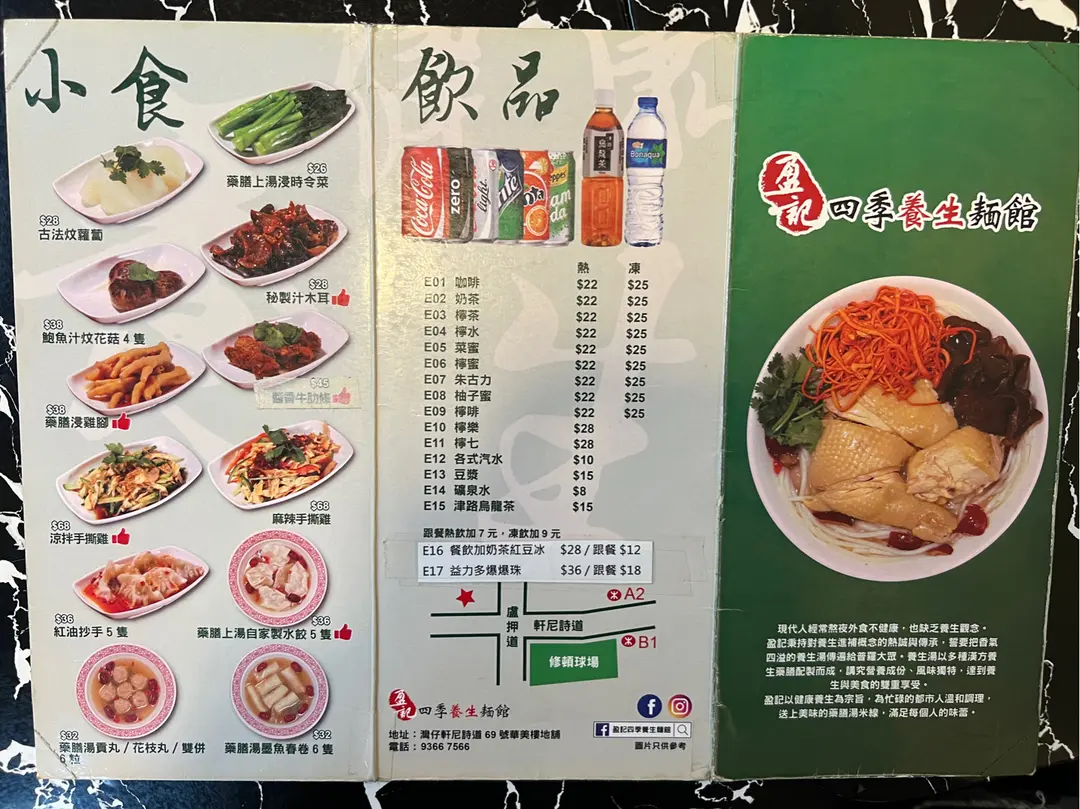 小食
$26
藥膳上湯浸時令菜
$28
古法炆蘿蔔
$28
秘製汁木耳
$38
鮑魚汁炆花菇 4 隻
$45
醬香牛肋條
$38
藥膳浸雞腳
$68
麻辣手撕雞
$68
涼拌手撕雞
$36
紅油抄手 5 隻
$36
藥膳上湯自家製水餃 5 隻
$32
藥膳湯貢丸 / 花枝丸 / 雙併
6 粒
$32
藥膳湯墨魚春卷 6 隻
飲品
Coca-Cola
zero
light
烏龍茶
Bonaqua
熱 凍
E01 咖啡 $22 $25
E02 奶茶 $22 $25
E03 檸茶 $22 $25
E04 檸水 $22 $25
E05 菜蜜 $22 $25
E06 檸蜜 $22 $25
E07 朱古力 $22 $25
E08 柚子蜜 $22 $25
E09 檸啡 $22 $25
E10 檸樂 $28
E11 檸七 $28
E12 各式汽水 $10
E13 豆漿 $15
E14 礦泉水 $8
E15 津路烏龍茶 $15
跟餐熱飲加 7 元，凍飲加 9 元
E16 餐飲加奶茶紅豆冰 $28 / 跟餐 $12
E17 益力多爆爆珠 $36 / 跟餐 $18
盧押道
軒尼詩道
A2
B1
修頓球場
盈記四季養生麵館
盈記四季養生麵館
地址：灣仔軒尼詩道 69 號華美樓地舖
電話：9366 7566
圖片只供參考
盈記
四季養生麵館
現代人經常熬夜外食不健康，也缺乏養生觀念。
盈記秉持對養生進補概念的熱誠與傳承，誓要把香氣
四溢的養生湯傳遍給普羅大眾。養生湯以多種漢方養
生藥膳配製而成，講究營養成份、風味獨特，達到養
生與美食的雙重享受。
盈記以健康養生為宗旨，為忙碌的都市人溫和調理，
送上美味的藥膳湯米線，滿足每個人的味蕾。